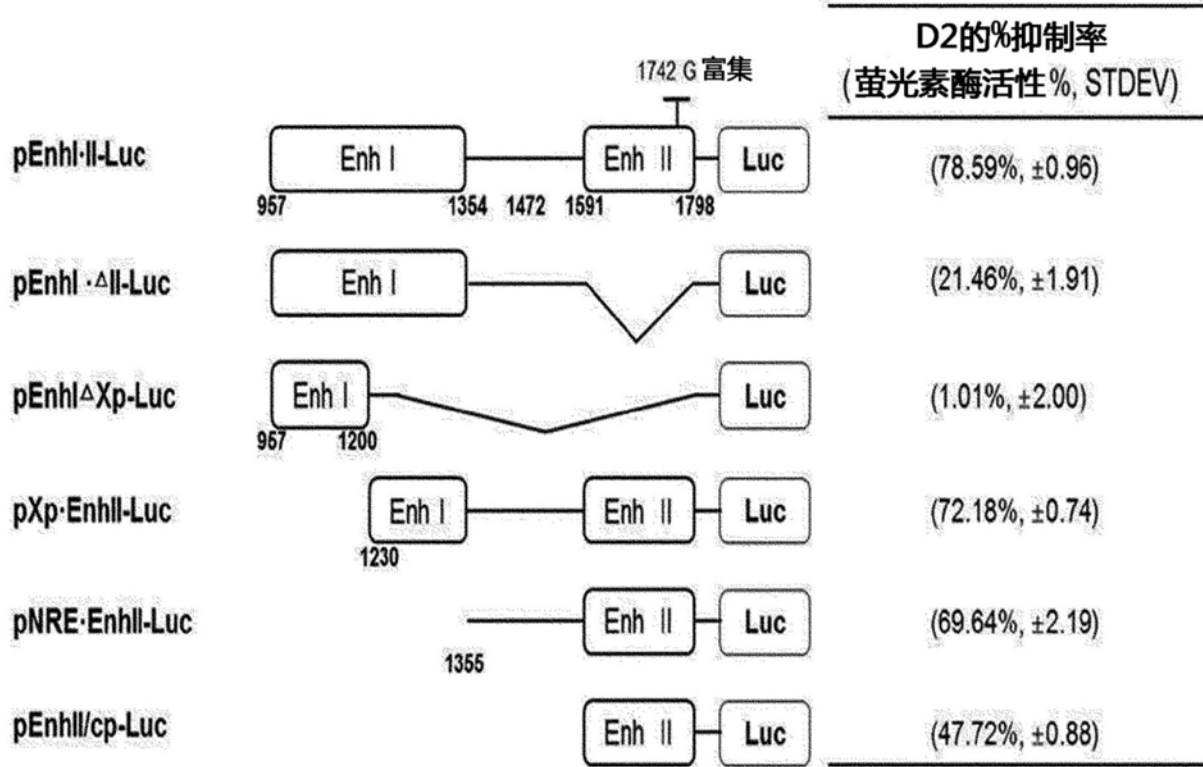 D2的%抑制率
(萤光素酶活性%, STDEV)
1742 G 富集
pEnhI·II-Luc Enh I Enh II Luc (78.59%, ±0.96)
957 1354 1472 1591 1798
pEnhI ·△II-Luc Enh I Luc (21.46%, ±1.91)
pEnhI△Xp-Luc Enh I Luc (1.01%, ±2.00)
957 1200
pXp·EnhII-Luc Enh I Enh II Luc (72.18%, ±0.74)
1230
pNRE·EnhII-Luc Enh II Luc (69.64%, ±2.19)
1355
pEnhII/cp-Luc Enh II Luc (47.72%, ±0.88)